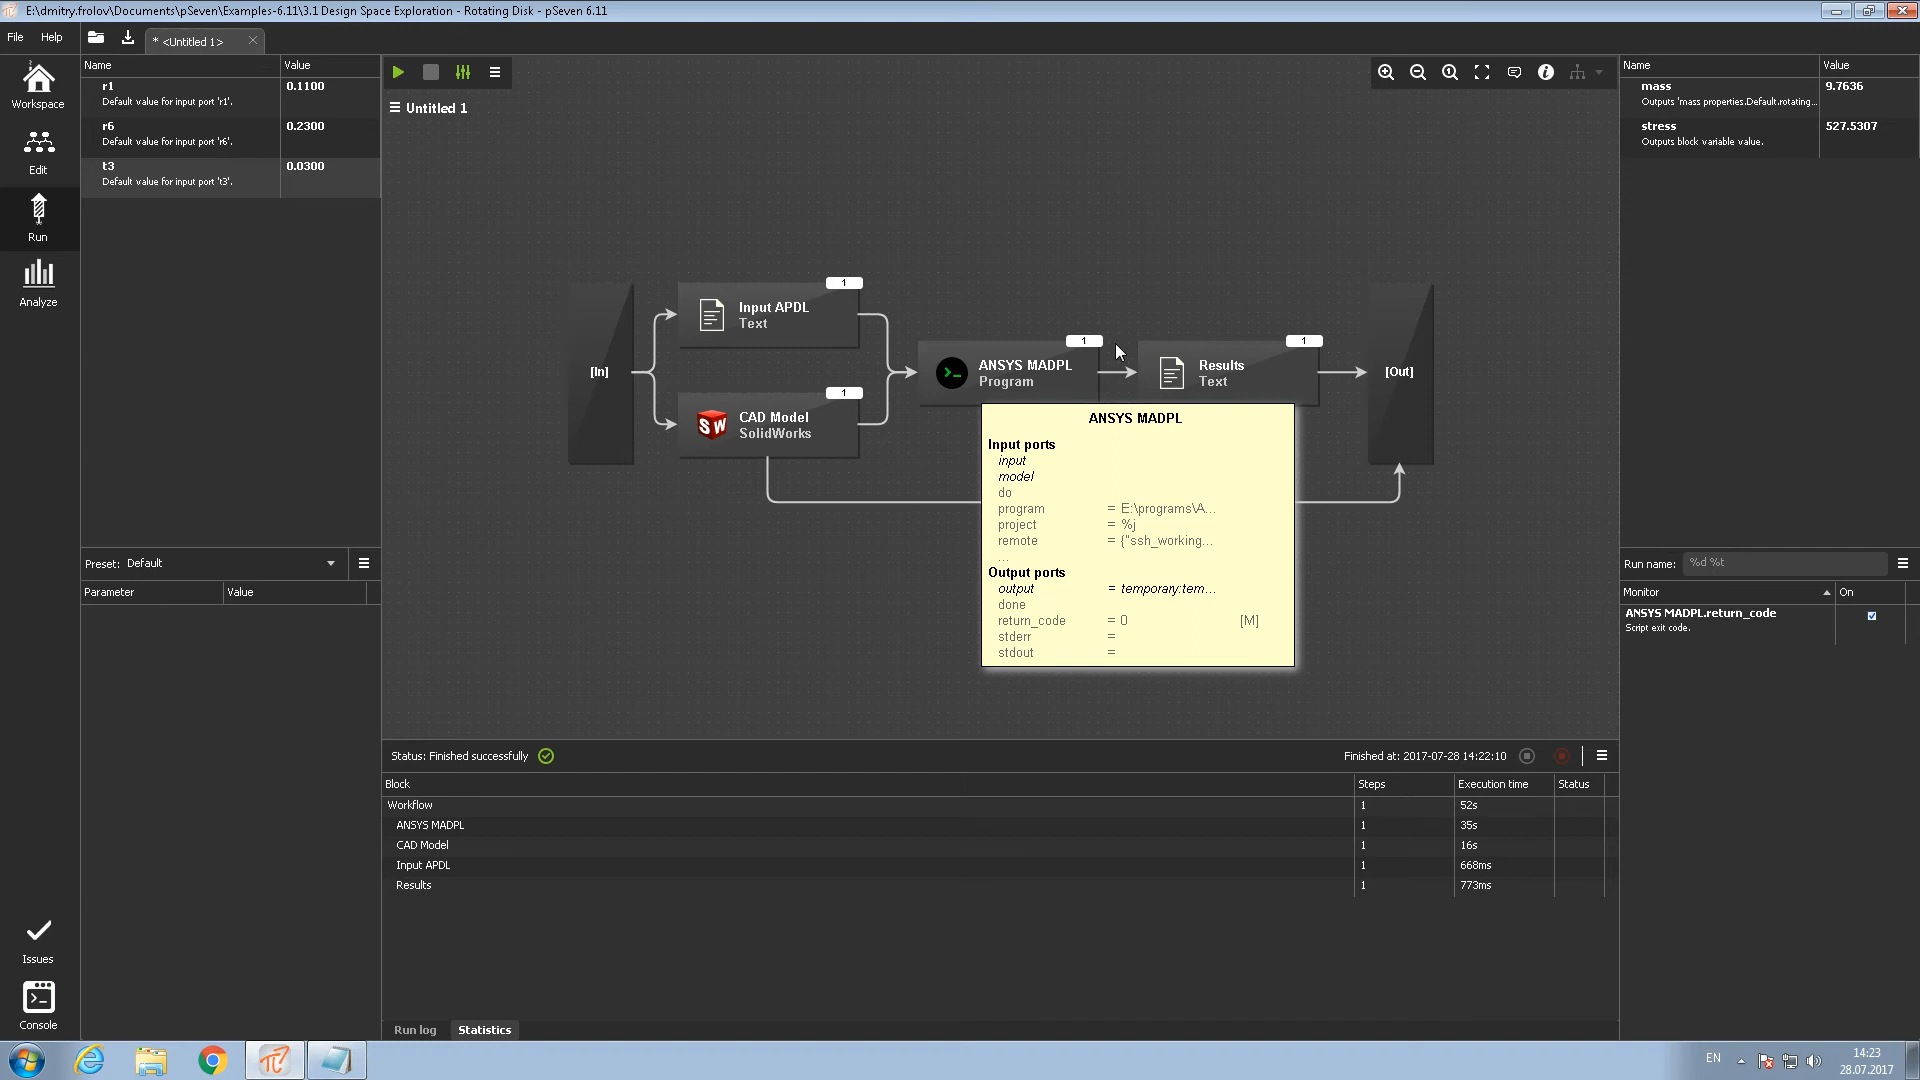 E:\dmitry.frolov\Documents\pSeven\Examples-6.11\3.1 Design Space Exploration - Rotating Disk - pSeven 6.11
File Help * <Untitled 1>
Workspace
Edit
Run
Analyze
Issues
Console
Name Value
r1 0.1100
Default value for input port 'r1'.
r6 0.2300
Default value for input port 'r6'.
t3 0.0300
Default value for input port 't3'.
Preset: Default
Parameter Value
Untitled 1
[In]
1
Input APDL
Text
1
CAD Model
SolidWorks
1
ANSYS MADPL
Program
1
Results
Text
[Out]
ANSYS MADPL
Input ports
input
model
do
program = E:\programs\A...
project = %j
remote = {"ssh_working...
...
Output ports
output = temporary:tem...
done
return_code = 0 [M]
stderr =
stdout =
Status: Finished successfully Finished at: 2017-07-28 14:22:10
Block Steps Execution time Status
Workflow 1 52s
ANSYS MADPL 1 35s
CAD Model 1 16s
Input APDL 1 668ms
Results 1 773ms
Run log Statistics
Name Value
mass 9.7636
Outputs 'mass properties.Default.rotating...
stress 527.5307
Outputs block variable value.
Run name: %d %t
Monitor On
ANSYS MADPL.return_code
Script exit code.
EN 14:23
28.07.2017